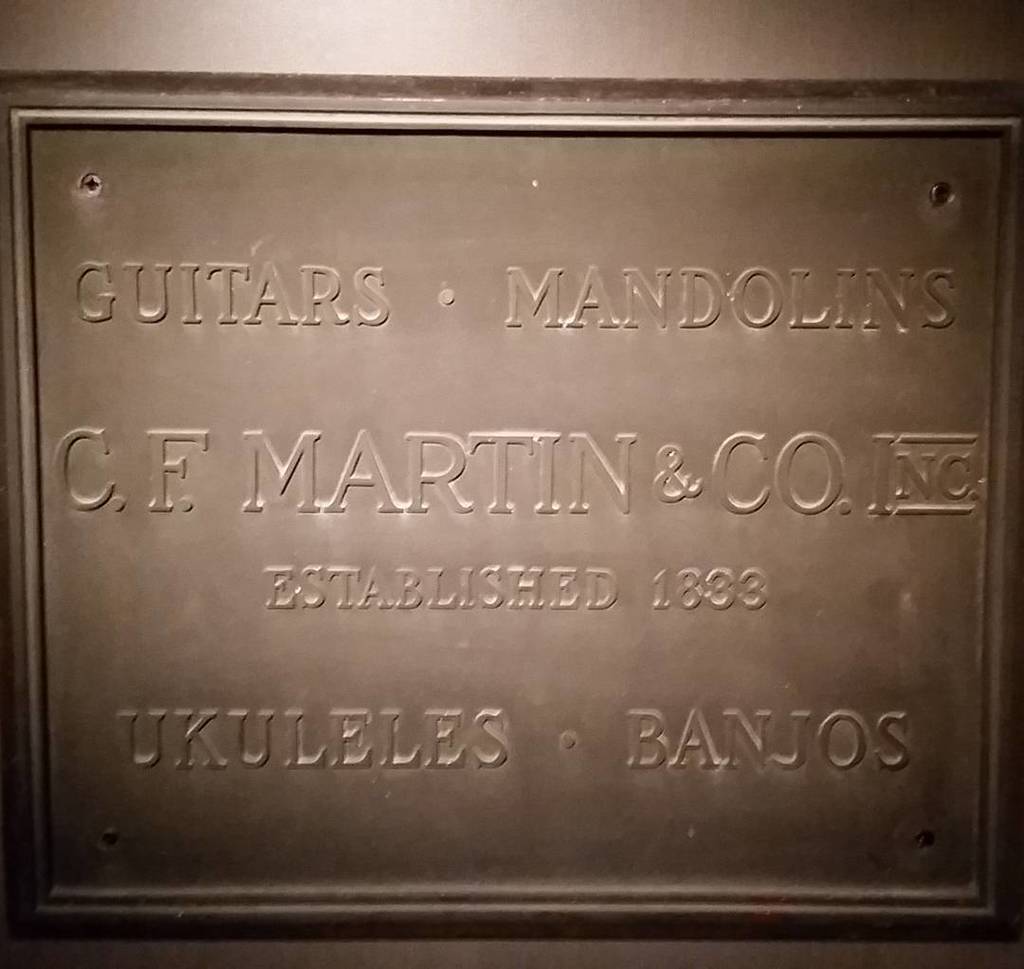 GUITARS · MANDOLINS
C. F. MARTIN & CO. INC.
ESTABLISHED 1833
UKULELES · BANJOS